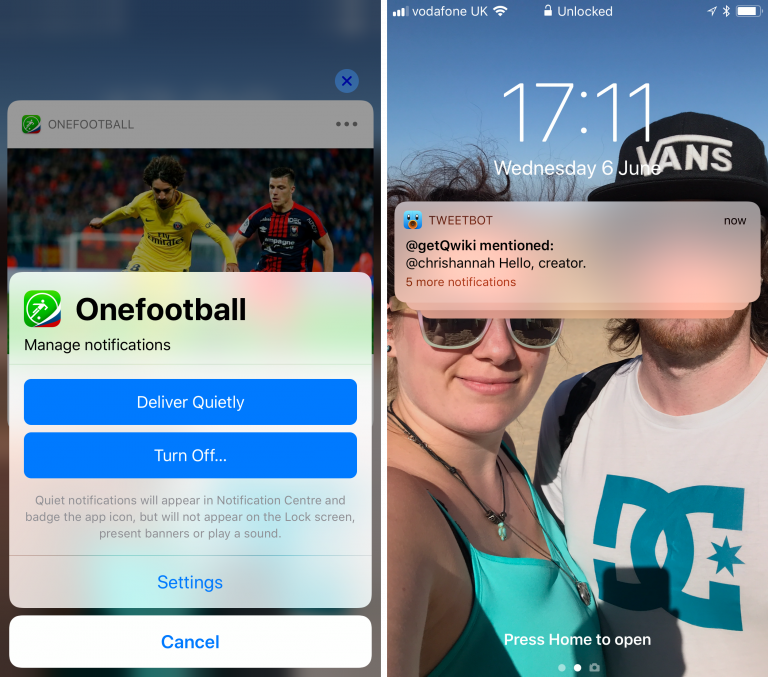 ONEFOOTBALL
Fly
Emirates
Onefootball
Manage notifications
Deliver Quietly
Turn Off...
Quiet notifications will appear in Notification Centre and
badge the app icon, but will not appear on the Lock screen,
present banners or play a sound.
Settings
Cancel
vodafone UK
Unlocked
17:11
Wednesday 6 June
VANS
TWEETBOT
now
@getQwiki mentioned:
@chrishannah Hello, creator.
5 more notifications
DC
Press Home to open